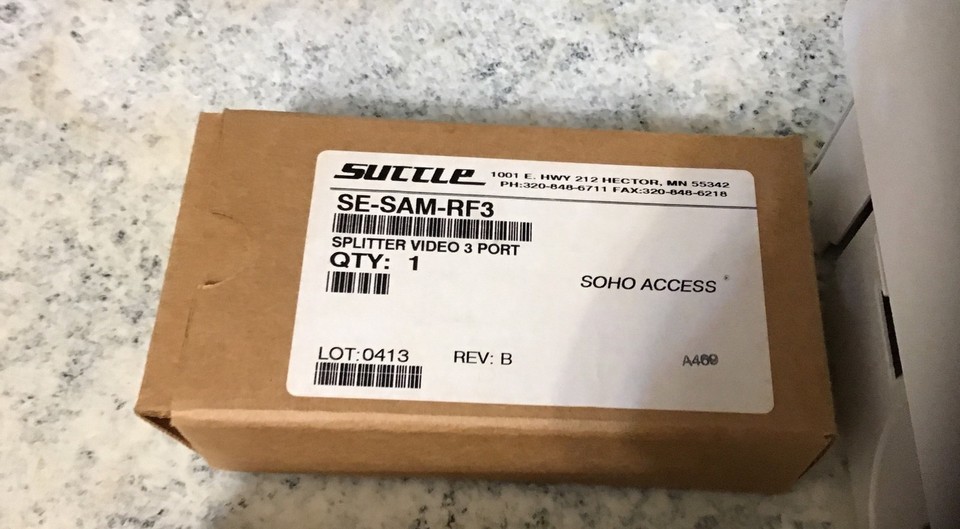 SUTTLE 1001 E. HWY 212 HECTOR, MN 55342
PH:320-848-6711 FAX:320-848-6218
SE-SAM-RF3
SPLITTER VIDEO 3 PORT
QTY: 1
SOHO ACCESS
LOT:0413 REV: B